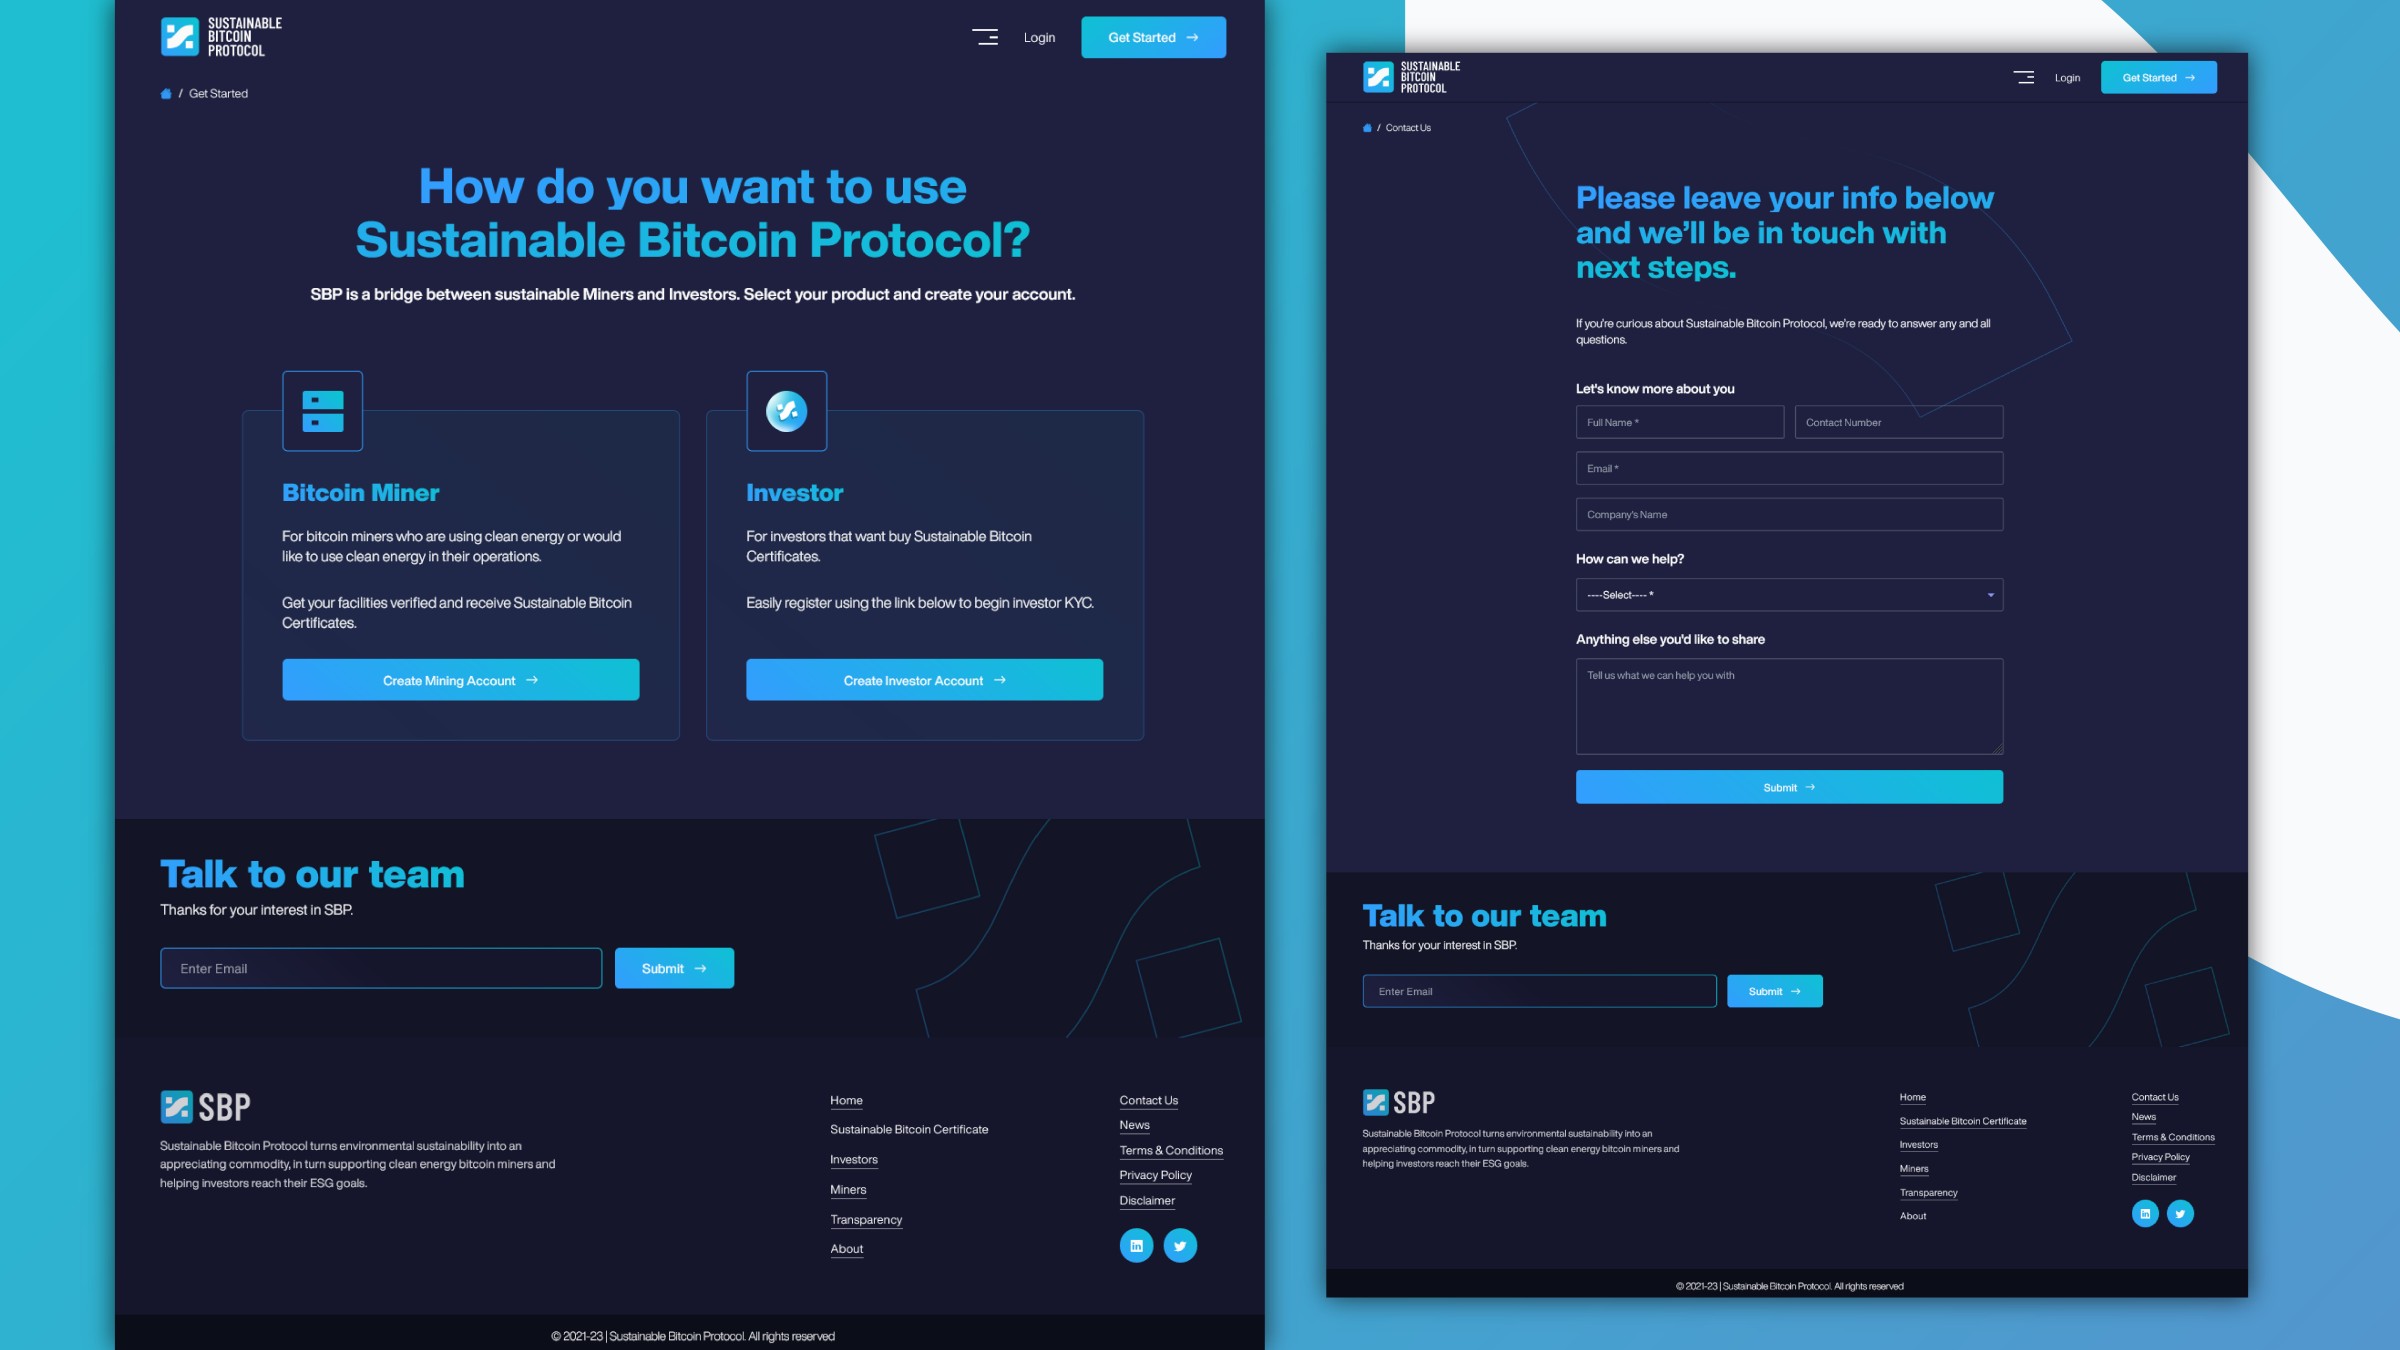 SUSTAINABLE
BITCOIN
PROTOCOL
Login
Get Started
/ Get Started
How do you want to use
Sustainable Bitcoin Protocol?
SBP is a bridge between sustainable Miners and Investors. Select your product and create your account.
Bitcoin Miner
For bitcoin miners who are using clean energy or would
like to use clean energy in their operations.
Get your facilities verified and receive Sustainable Bitcoin
Certificates.
Create Mining Account
Investor
For investors that want buy Sustainable Bitcoin
Certificates.
Easily register using the link below to begin investor KYC.
Create Investor Account
Talk to our team
Thanks for your interest in SBP.
Enter Email
Submit
SBP
Sustainable Bitcoin Protocol turns environmental sustainability into an
appreciating commodity, in turn supporting clean energy bitcoin miners and
helping investors reach their ESG goals.
Home
Sustainable Bitcoin Certificate
Investors
Miners
Transparency
About
Contact Us
News
Terms & Conditions
Privacy Policy
Disclaimer
in
© 2021-23 | Sustainable Bitcoin Protocol. All rights reserved
SUSTAINABLE
BITCOIN
PROTOCOL
Login
Get Started
/ Contact Us
Please leave your info below
and we'll be in touch with
next steps.
If you're curious about Sustainable Bitcoin Protocol, we're ready to answer any and all
questions.
Let's know more about you
Full Name *
Contact Number
Email *
Company's Name
How can we help?
----Select---- *
Anything else you'd like to share
Tell us what we can help you with
Submit
Talk to our team
Thanks for your interest in SBP.
Enter Email
Submit
SBP
Sustainable Bitcoin Protocol turns environmental sustainability into an
appreciating commodity, in turn supporting clean energy bitcoin miners and
helping investors reach their ESG goals.
Home
Sustainable Bitcoin Certificate
Investors
Miners
Transparency
About
Contact Us
News
Terms & Conditions
Privacy Policy
Disclaimer
in
© 2021-23 | Sustainable Bitcoin Protocol. All rights reserved